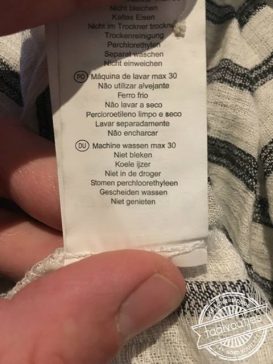 Nicht bleichen
Kaltes Eisen
Nicht im Trockner trocknen
Trockenreinigung
Perchlorethylen
Separat waschen
Nicht einweichen
PO Máquina de lavar max 30
Não utilizar alvejante
Ferro frio
Não lavar a seco
Percloroetileno limpo e seco
Lavar separadamente
Não encharcar
DU Machine wassen max 30
Niet bleken
Koele ijzer
Niet in de droger
Stomen perchloorethyleen
Gescheiden wassen
Niet genieten
taalvoutjes